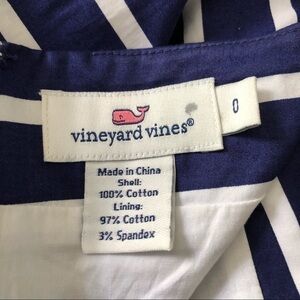 vineyard vines®
0
Made in China
Shell:
100% Cotton
Lining:
97% Cotton
3% Spandex